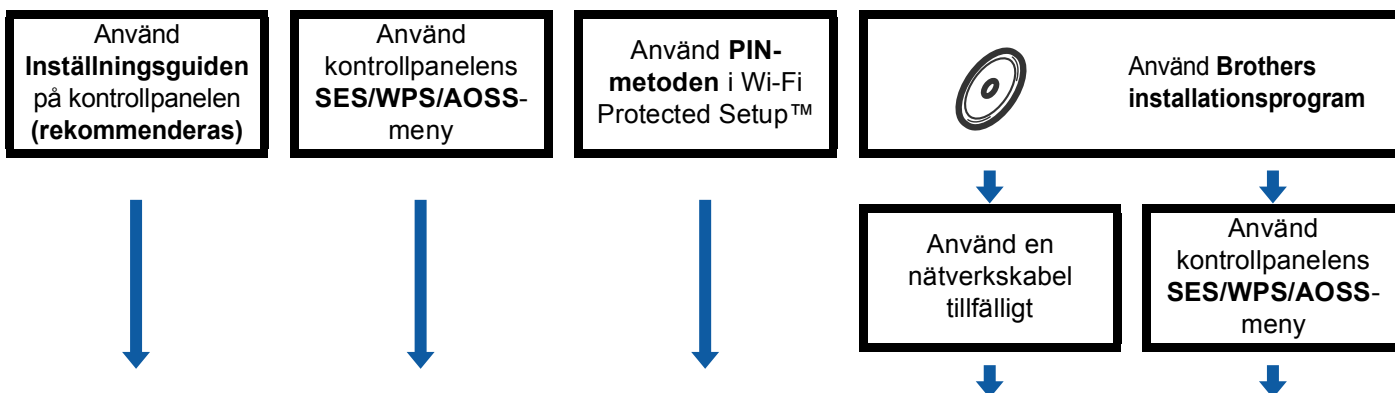 Använd
Inställningsguiden
på kontrollpanelen
(rekommenderas)
Använd
kontrollpanelens
SES/WPS/AOSS-
meny
Använd PIN-
metoden i Wi-Fi
Protected Setup™
Använd Brothers
installationsprogram
Använd en
nätverkskabel
tillfälligt
Använd
kontrollpanelens
SES/WPS/AOSS-
meny